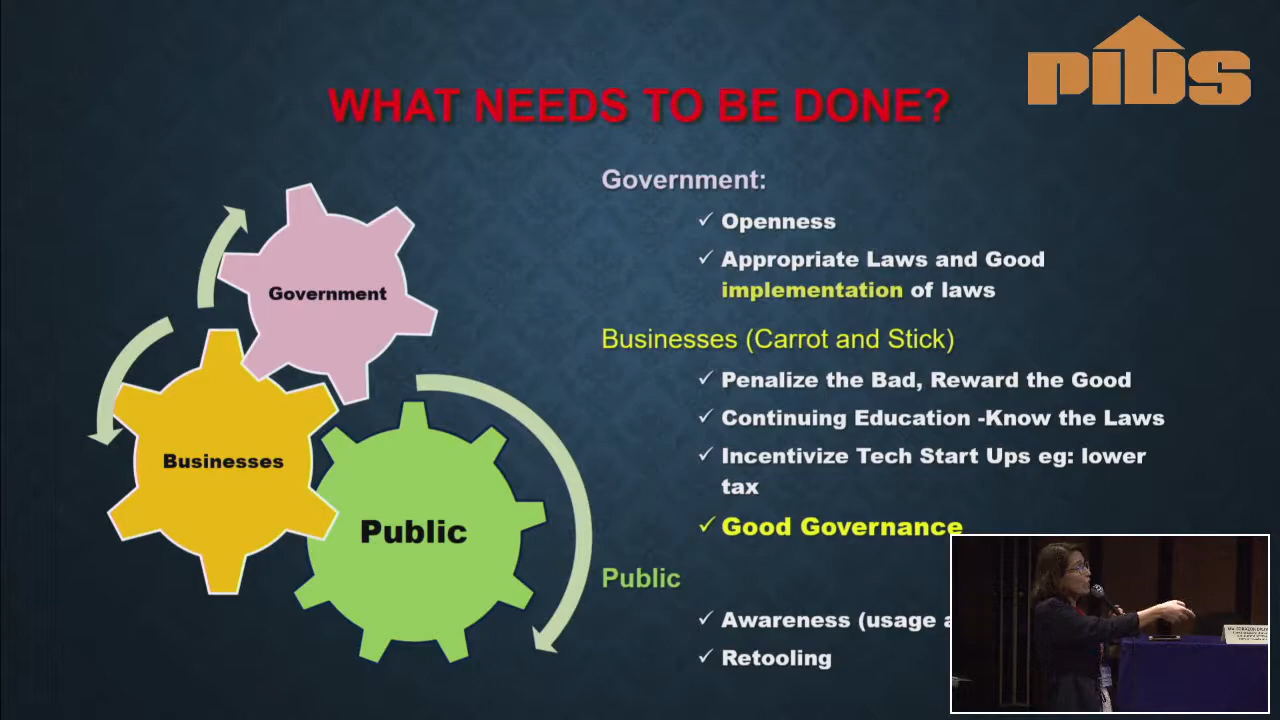 PIDS
WHAT NEEDS TO BE DONE?
Government:
✓ Openness
✓ Appropriate Laws and Good
implementation of laws
Businesses (Carrot and Stick)
✓ Penalize the Bad, Reward the Good
✓ Continuing Education -Know the Laws
✓ Incentivize Tech Start Ups eg: lower
tax
✓ Good Governance
Public
✓ Awareness (usage
✓ Retooling
Government
Businesses
Public